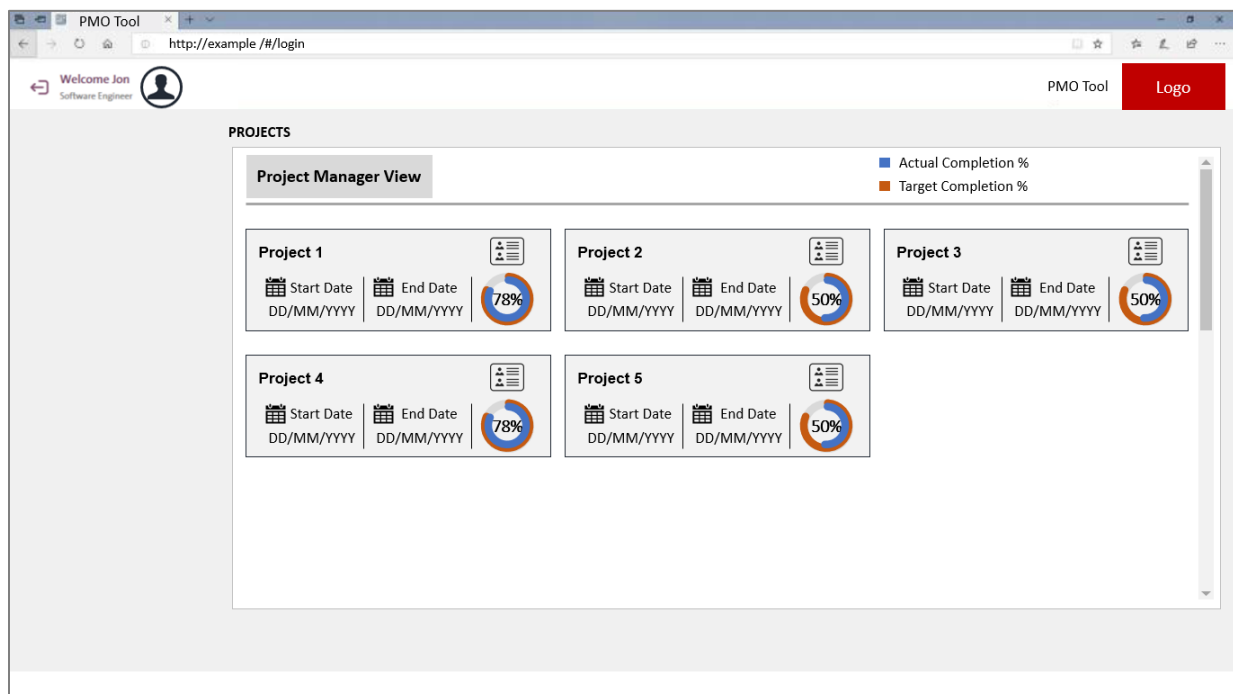 PMO Tool
http://example /#/login
Welcome Jon
Software Engineer
PMO Tool
Logo
PROJECTS
Project Manager View
Actual Completion %
Target Completion %
Project 1
Start Date
End Date
DD/MM/YYYY
DD/MM/YYYY
78%
Project 2
Start Date
End Date
DD/MM/YYYY
DD/MM/YYYY
50%
Project 3
Start Date
End Date
DD/MM/YYYY
DD/MM/YYYY
50%
Project 4
Start Date
End Date
DD/MM/YYYY
DD/MM/YYYY
78%
Project 5
Start Date
End Date
DD/MM/YYYY
DD/MM/YYYY
50%